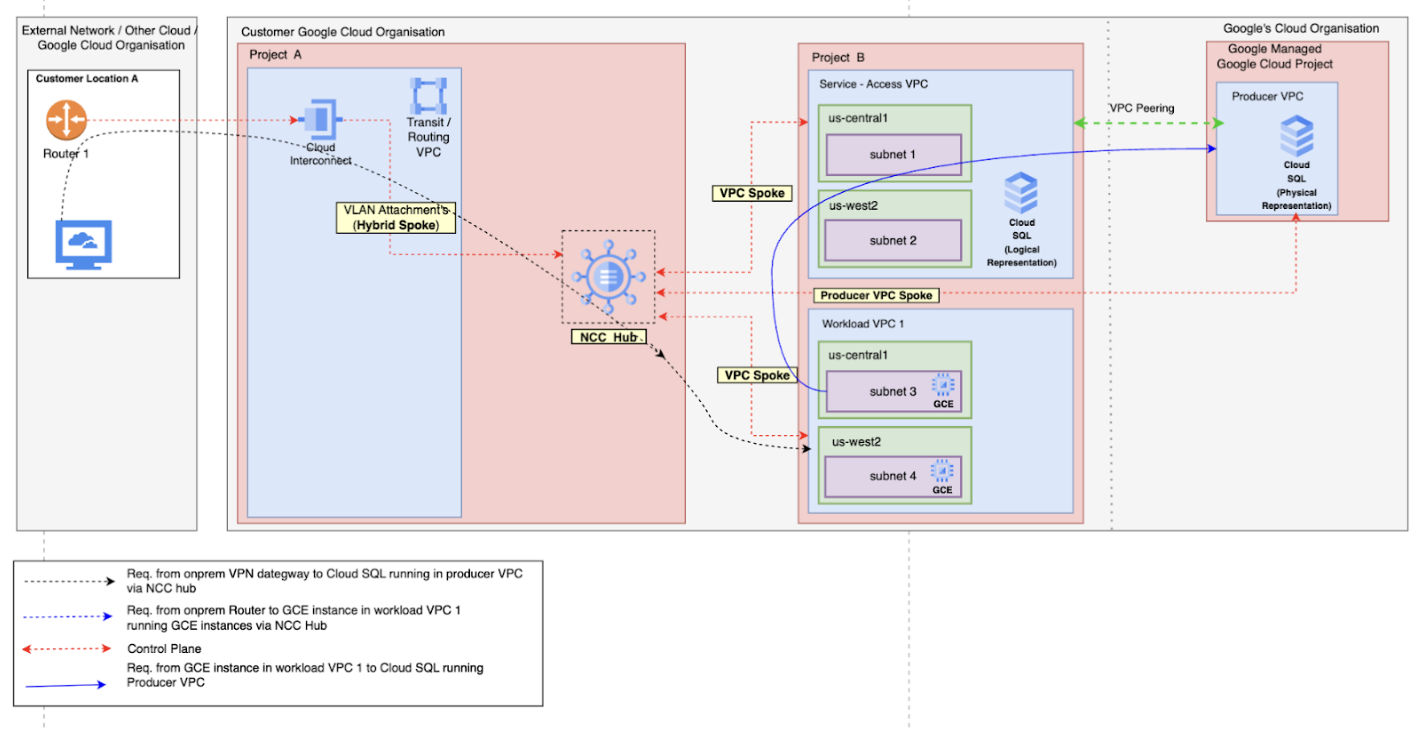 External Network / Other Cloud /
Google Cloud Organisation
Customer Location A
Router 1
Customer Google Cloud Organisation
Project A
Cloud
Interconnect
Transit /
Routing
VPC
VLAN Attachment's
(Hybrid Spoke)
NCC Hub
VPC Spoke
Producer VPC Spoke
VPC Spoke
Project B
Service - Access VPC
us-central1
subnet 1
us-west2
subnet 2
Cloud
SQL
(Logical
Representation)
Workload VPC 1
us-central1
subnet 3
GCE
us-west2
subnet 4
GCE
VPC Peering
Google's Cloud Organisation
Google Managed
Google Cloud Project
Producer VPC
Cloud
SQL
(Physical
Representation)
Req. from onprem VPN dategway to Cloud SQL running in producer VPC
via NCC hub
Req. from onprem Router to GCE instance in workload VPC 1
running GCE instances via NCC Hub
Control Plane
Req. from GCE instance in workload VPC 1 to Cloud SQL running
Producer VPC